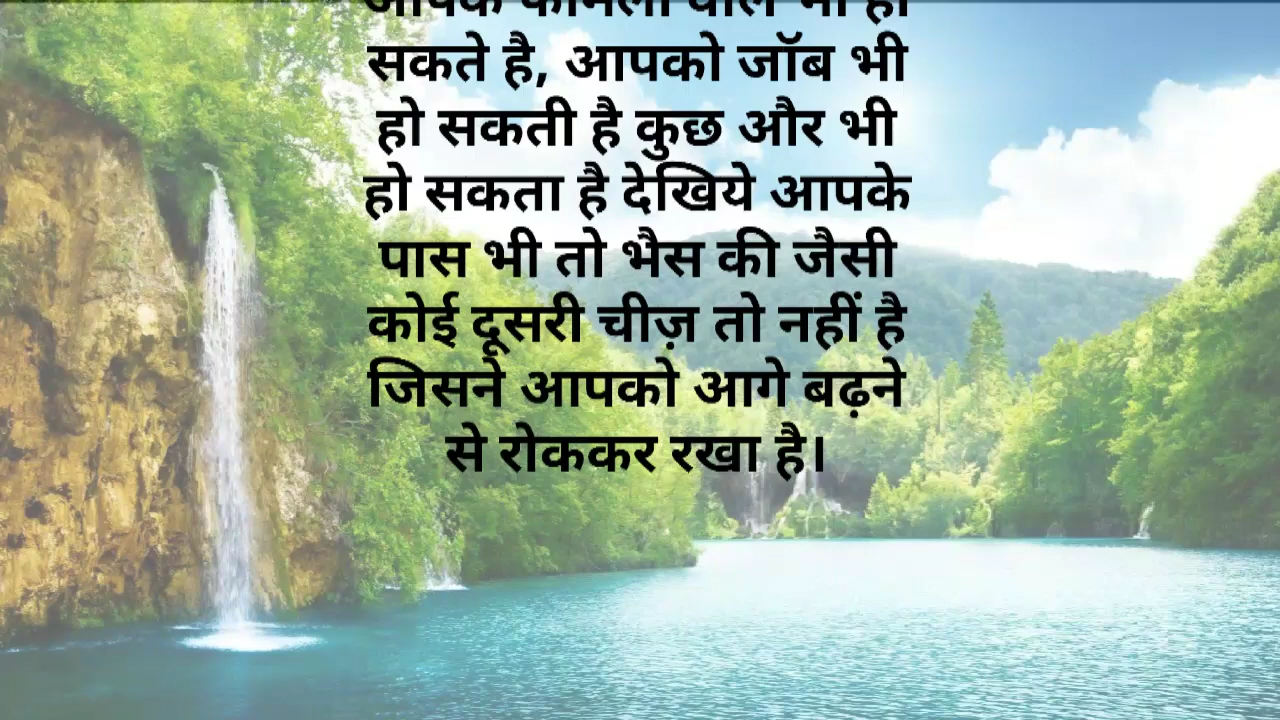 सकते है, आपको जॉब भी
हो सकती है कुछ और भी
हो सकता है देखिये आपके
पास भी तो भैस की जैसी
कोई दूसरी चीज़ तो नहीं है
जिसने आपको आगे बढ़ने
से रोककर रखा है।